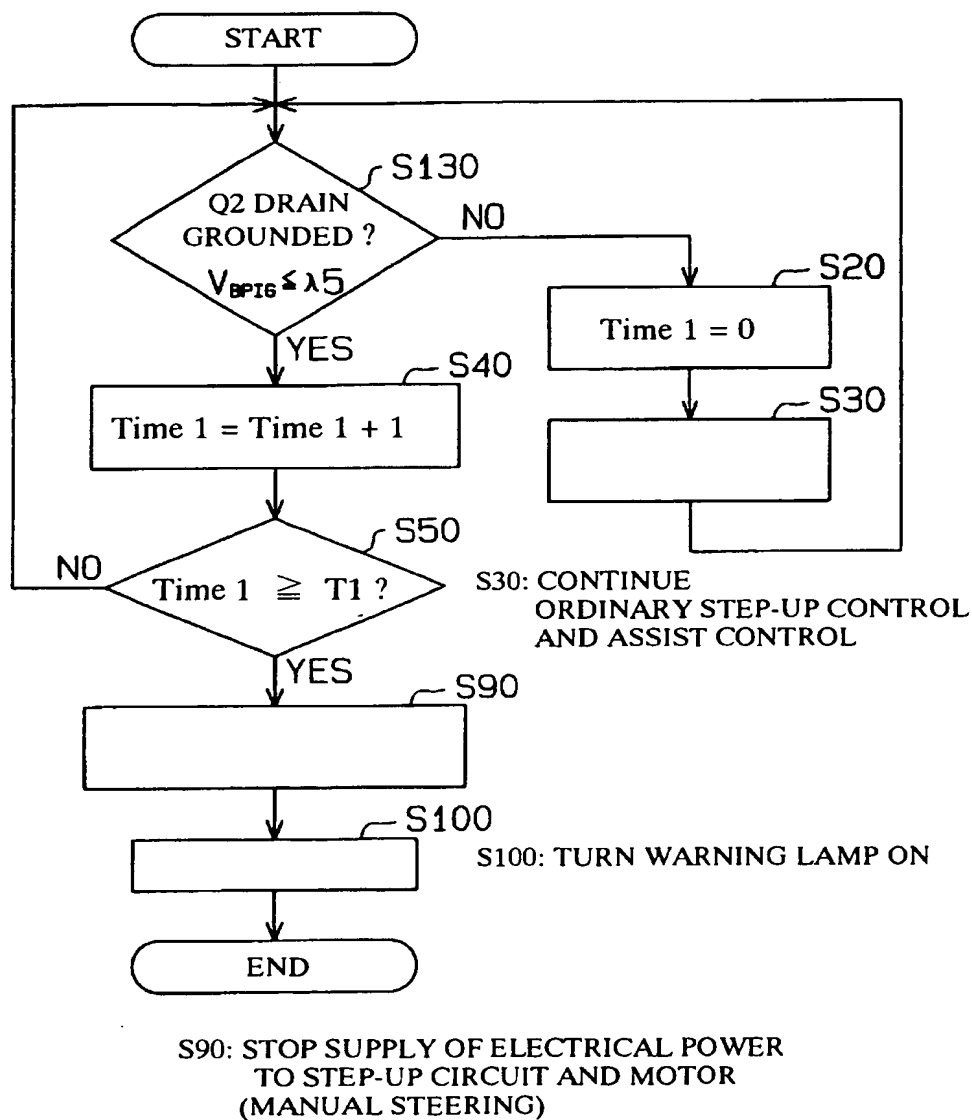 START
S130
Q2 DRAIN
GROUNDED ?
VBPIG ≦ λ5
NO
YES
S20
Time 1 = 0
S40
Time 1 = Time 1 + 1
S30
S50
NO
Time 1 ≧ T1 ?
YES
S30: CONTINUE
ORDINARY STEP-UP CONTROL
AND ASSIST CONTROL
S90
S100
S100: TURN WARNING LAMP ON
END
S90: STOP SUPPLY OF ELECTRICAL POWER
TO STEP-UP CIRCUIT AND MOTOR
(MANUAL STEERING)